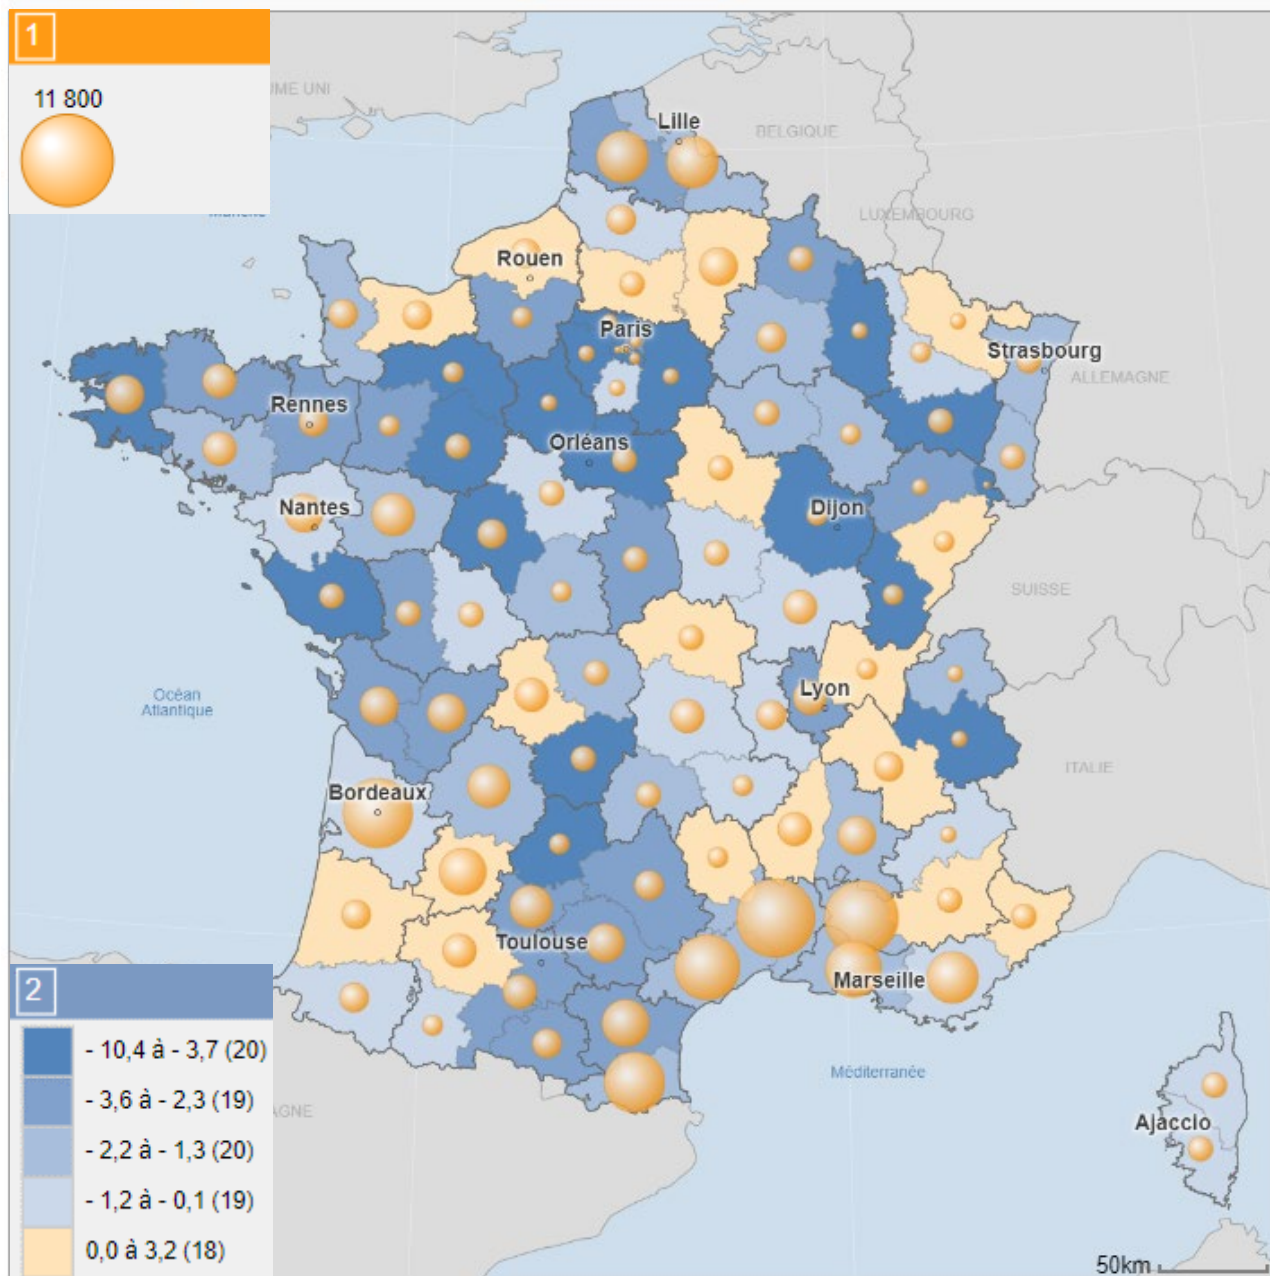 1
11 800
UME UNI
Lille
BELGIQUE
LUXEMBOURG
Rouen
Paris
Strasbourg
ALLEMAGNE
Rennes
Orléans
Nantes
Dijon
SUISSE
Océan
Atlantique
Lyon
ITALIE
Bordeaux
Toulouse
Marseille
2
- 10,4 à - 3,7 (20)
- 3,6 à - 2,3 (19)
- 2,2 à - 1,3 (20)
- 1,2 à - 0,1 (19)
0,0 à 3,2 (18)
Méditerranée
AGNE
Ajaccio
50km